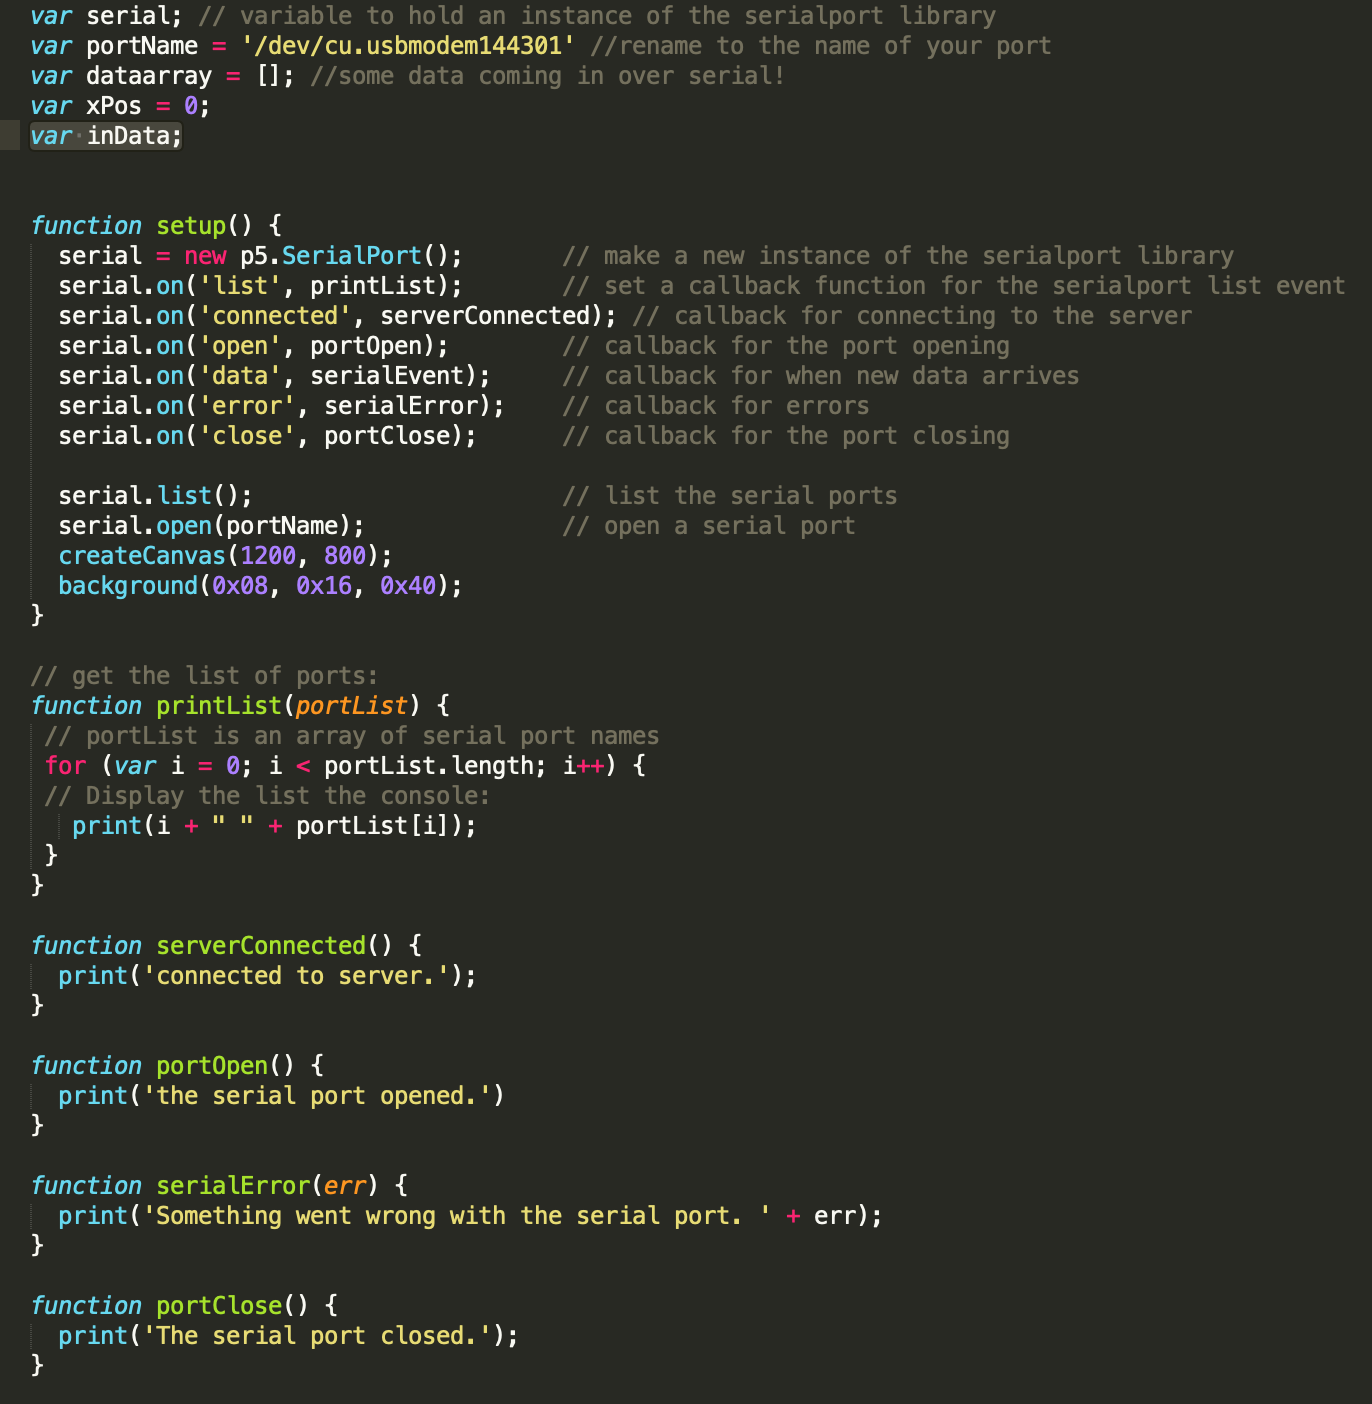 var serial; // variable to hold an instance of the serialport library
var portName = '/dev/cu.usbmodem144301' //rename to the name of your port
var dataarray = []; //some data coming in over serial!
var xPos = 0;
var inData;
function setup() {
  serial = new p5.SerialPort();       // make a new instance of the serialport library
  serial.on('list', printList);       // set a callback function for the serialport list event
  serial.on('connected', serverConnected); // callback for connecting to the server
  serial.on('open', portOpen);        // callback for the port opening
  serial.on('data', serialEvent);     // callback for when new data arrives
  serial.on('error', serialError);    // callback for errors
  serial.on('close', portClose);      // callback for the port closing
  serial.list();                      // list the serial ports
  serial.open(portName);              // open a serial port
  createCanvas(1200, 800);
  background(0x08, 0x16, 0x40);
}
// get the list of ports:
function printList(portList) {
 // portList is an array of serial port names
 for (var i = 0; i < portList.length; i++) {
 // Display the list the console:
   print(i + " " + portList[i]);
 }
}
function serverConnected() {
  print('connected to server.');
}
function portOpen() {
  print('the serial port opened.')
}
function serialError(err) {
  print('Something went wrong with the serial port. ' + err);
}
function portClose() {
  print('The serial port closed.');
}